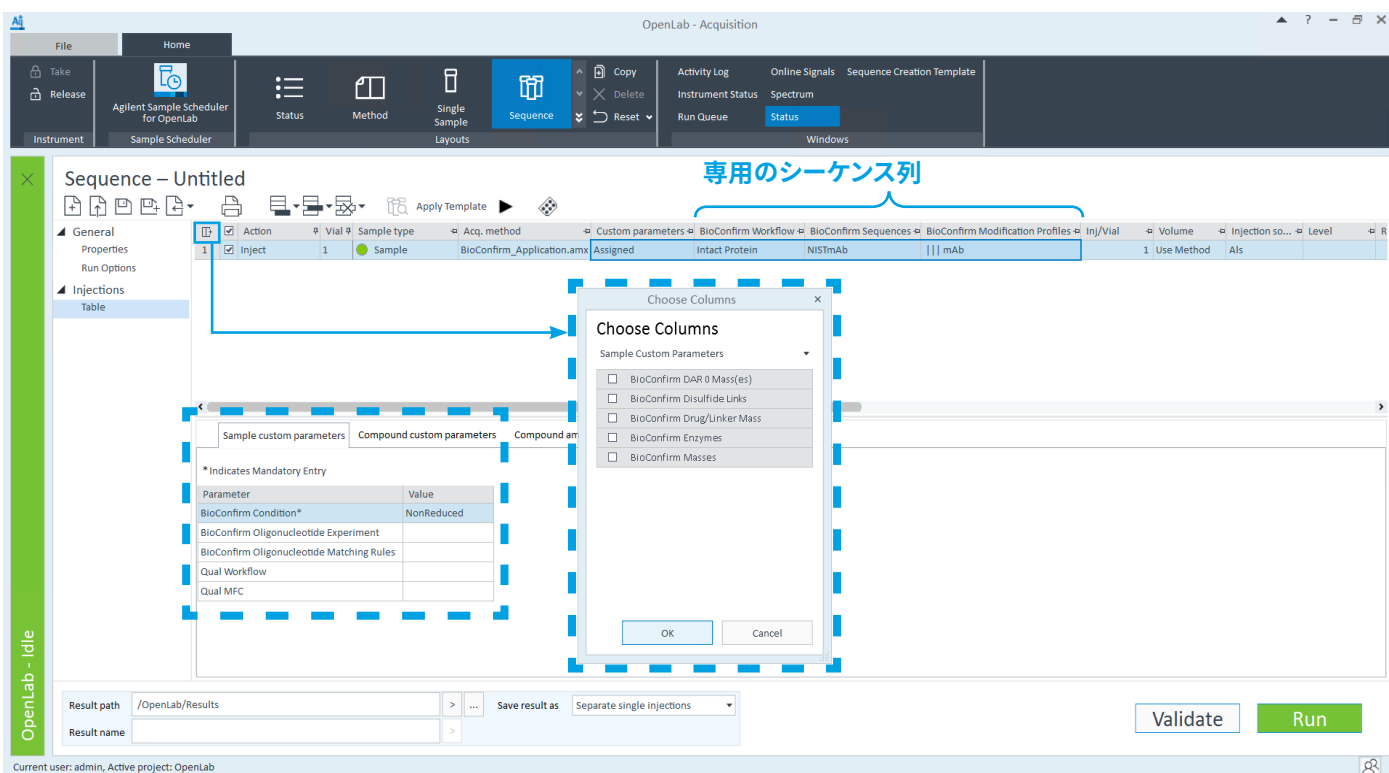 Ai
OpenLab - Acquisition
?
File
Home
Take
Release
Instrument
Agilent Sample Scheduler
for OpenLab
Sample Scheduler
Status
Method
Single
Sample
Sequence
Layouts
Copy
Delete
Reset
Activity Log
Online Signals
Sequence Creation Template
Instrument Status
Spectrum
Run Queue
Status
Windows
専用のシーケンス列
Sequence – Untitled
Apply Template
General
Properties
Run Options
Injections
Table
Action Vial Sample type Acq. method Custom parameters BioConfirm Workflow BioConfirm Sequences BioConfirm Modification Profiles Inj/Vial Volume Injection so... Level R
1 Inject 1 Sample BioConfirm_Application.amx Assigned Intact Protein NISTmAb ||| mAb 1 Use Method Als
Choose Columns
Choose Columns
Sample Custom Parameters
BioConfirm DAR 0 Mass(es)
BioConfirm Disulfide Links
BioConfirm Drug/Linker Mass
BioConfirm Enzymes
BioConfirm Masses
OK
Cancel
Sample custom parameters
Compound custom parameters
Compound am
* Indicates Mandatory Entry
Parameter Value
BioConfirm Condition* NonReduced
BioConfirm Oligonucleotide Experiment
BioConfirm Oligonucleotide Matching Rules
Qual Workflow
Qual MFC
OpenLab - Idle
Result path /OpenLab/Results > ... Save result as Separate single injections
Result name >
Validate
Run
Current user: admin, Active project: OpenLab